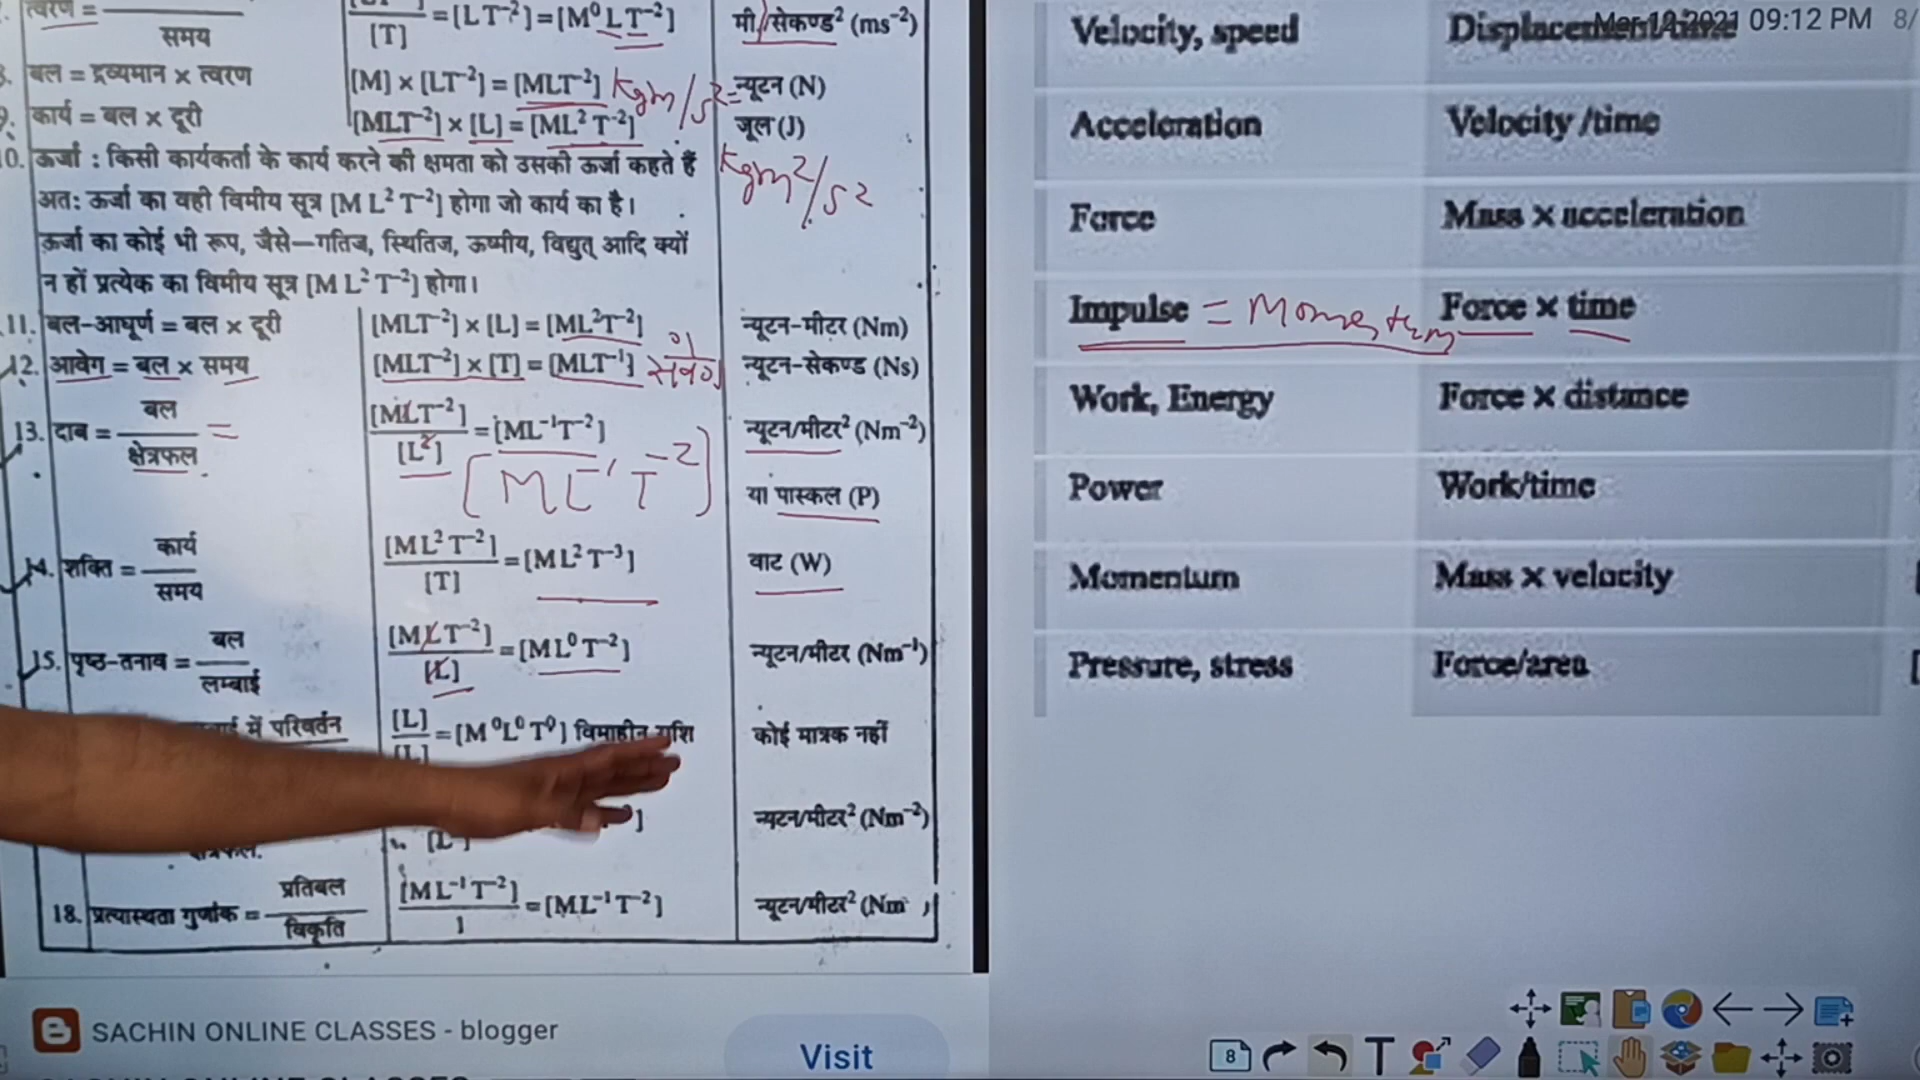 त्वरण =
समय
[T]
= [LT⁻²] = [M⁰LT⁻²]
मी/सेकण्ड² (ms⁻²)
बल = द्रव्यमान × त्वरण
[M] × [LT⁻²] = [MLT⁻²]
Kgm/s² =
न्यूटन (N)
9. कार्य = बल × दूरी
[MLT⁻²] × [L] = [ML²T⁻²]
जूल (J)
Kgm²/s²
0. ऊर्जा : किसी कार्यकर्ता के कार्य करने की क्षमता को उसकी ऊर्जा कहते हैं
अतः ऊर्जा का वही विमीय सूत्र [ML²T⁻²] होगा जो कार्य का है।
ऊर्जा का कोई भी रूप, जैसे—गतिज, स्थितिज, ऊष्मीय, विद्युत् आदि क्यों
न हों प्रत्येक का विमीय सूत्र [ML²T⁻²] होगा।
11. बल-आघूर्ण = बल × दूरी
[MLT⁻²] × [L] = [ML²T⁻²]
न्यूटन-मीटर (Nm)
12. आवेग = बल × समय
[MLT⁻²] × [T] = [MLT⁻¹]
न्यूटन-सेकण्ड (Ns)
13. दाब = बल
क्षेत्रफल =
[MLT⁻²]
[L²]
= [ML⁻¹T⁻²]
[ML⁻¹T⁻²]
न्यूटन/मीटर² (Nm⁻²)
या पास्कल (P)
14. शक्ति = कार्य
समय
[ML²T⁻²]
[T]
= [ML²T⁻³]
वाट (W)
15. पृष्ठ-तनाव = बल
लम्बाई
[MLT⁻²]
[L]
= [ML⁰T⁻²]
न्यूटन/मीटर (Nm⁻¹)
में परिवर्तन
[L]
[L]
= [M⁰L⁰T⁰] विमाहीन राशि
कोई मात्रक नहीं
क्षेत्रफल
न्यूटन/मीटर² (Nm⁻²)
18. प्रत्यास्थता गुणांक = प्रतिबल
विकृति
[ML⁻¹T⁻²]
1
= [ML⁻¹T⁻²]
न्यूटन/मीटर² (Nm
SACHIN ONLINE CLASSES - blogger
Visit
Mar 10 2021 09:12 PM 8/
Velocity, speed
Displacement/time
Acceleration
Velocity /time
Force
Mass × acceleration
Impulse = Momentum
Force × time
Work, Energy
Force × distance
Power
Work/time
Momentum
Mass × velocity
Pressure, stress
Force/area
8
T